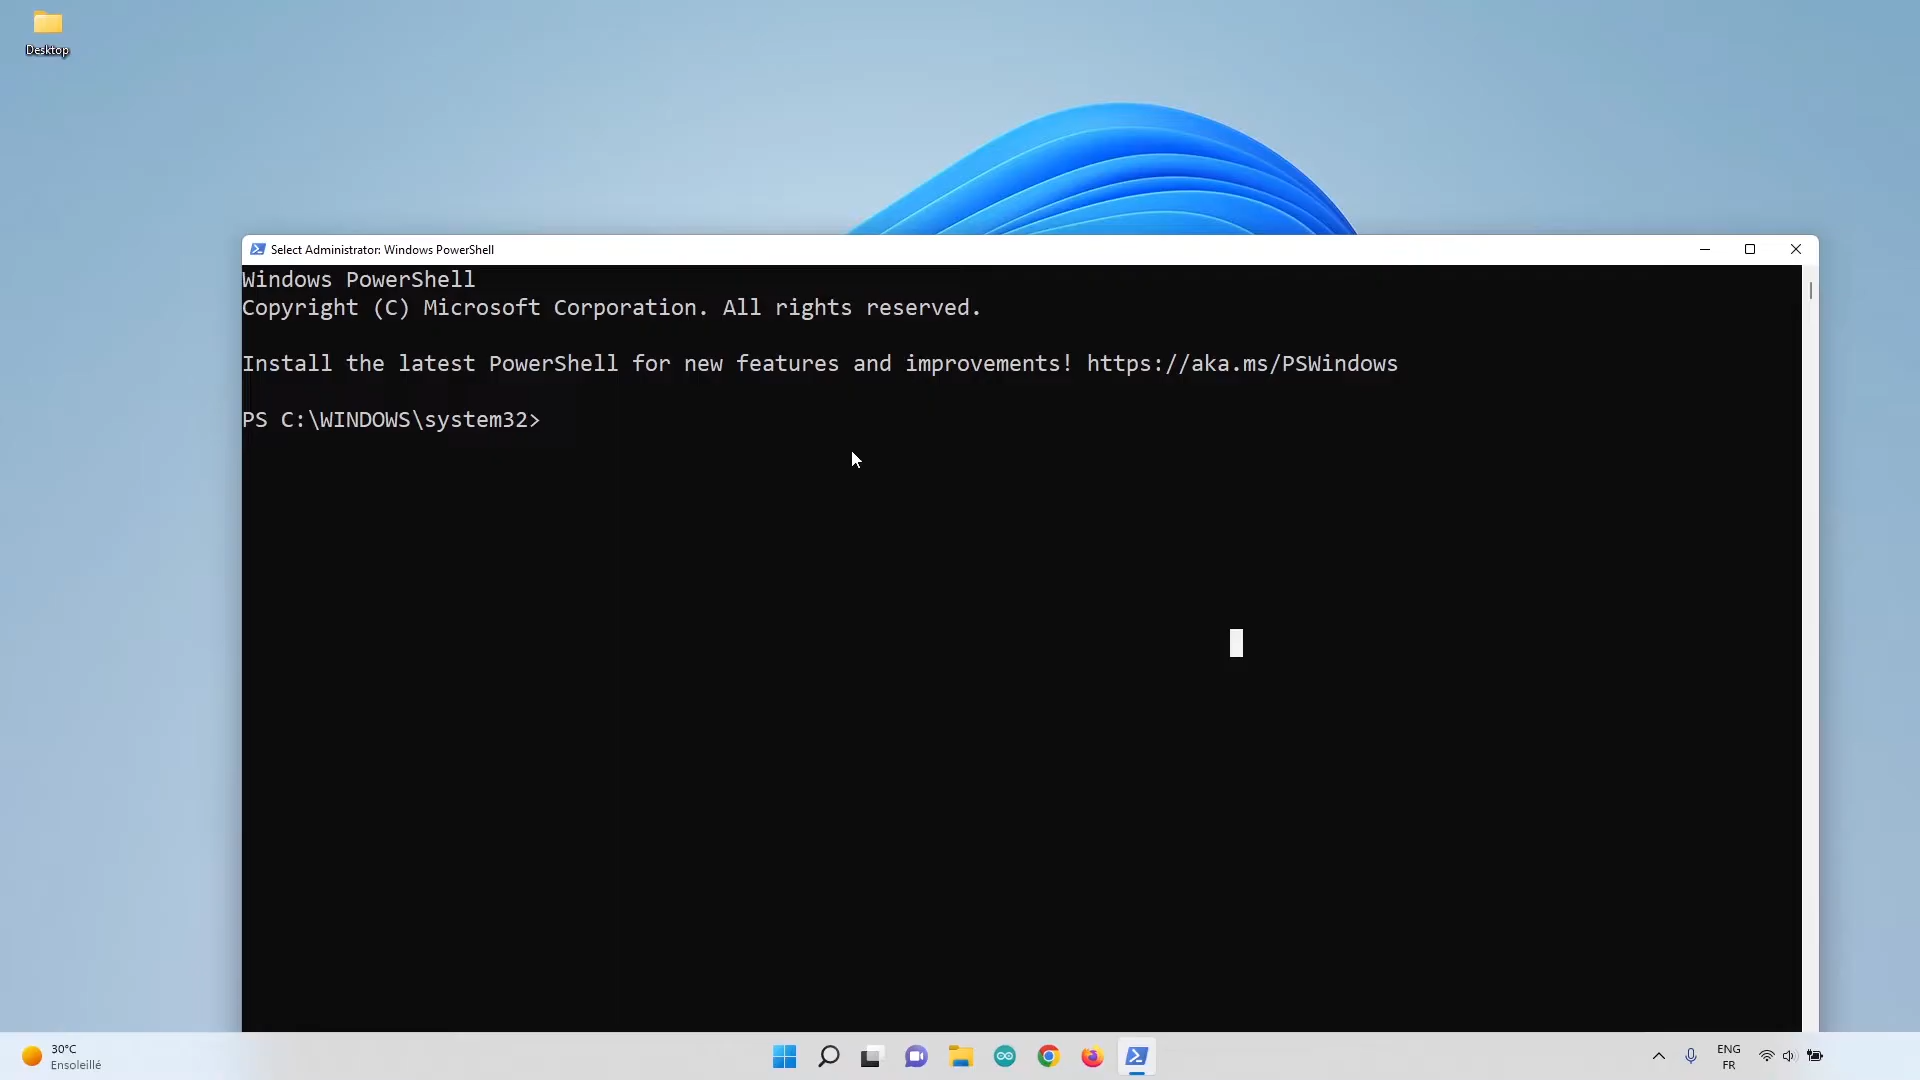 Desktop
Select Administrator: Windows PowerShell
Windows PowerShell
Copyright (C) Microsoft Corporation. All rights reserved.
Install the latest PowerShell for new features and improvements! https://aka.ms/PSWindows
PS C:\WINDOWS\system32>
30°C
Ensoleillé
ENG
FR